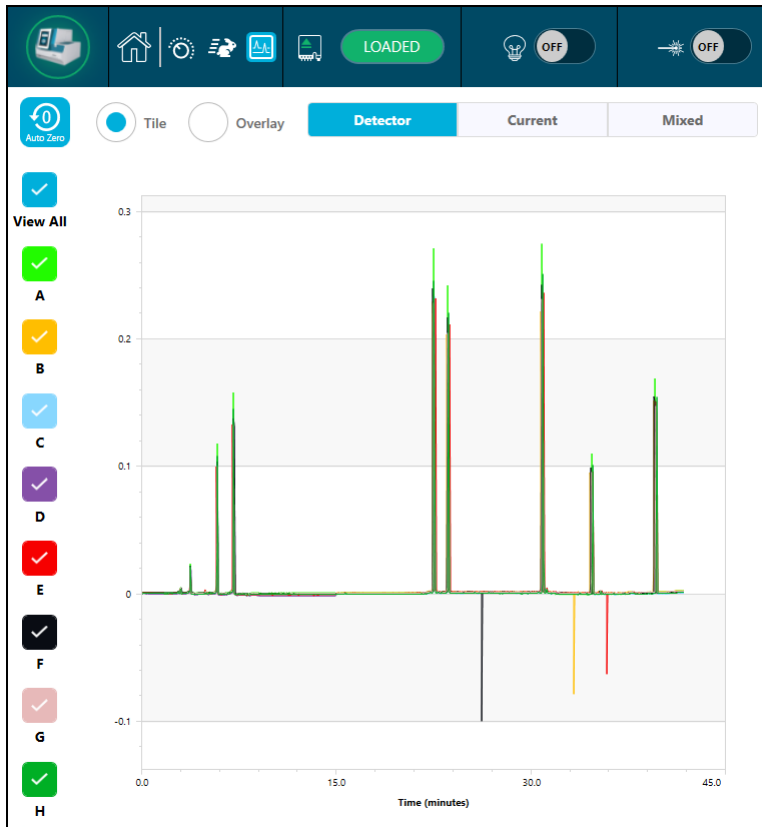 LOADED
OFF
OFF
0
Auto Zero
Tile
Overlay
Detector
Current
Mixed
View All
A
B
C
D
E
F
G
H
0.3
0.2
0.1
0
-0.1
0.0
15.0
30.0
45.0
Time (minutes)